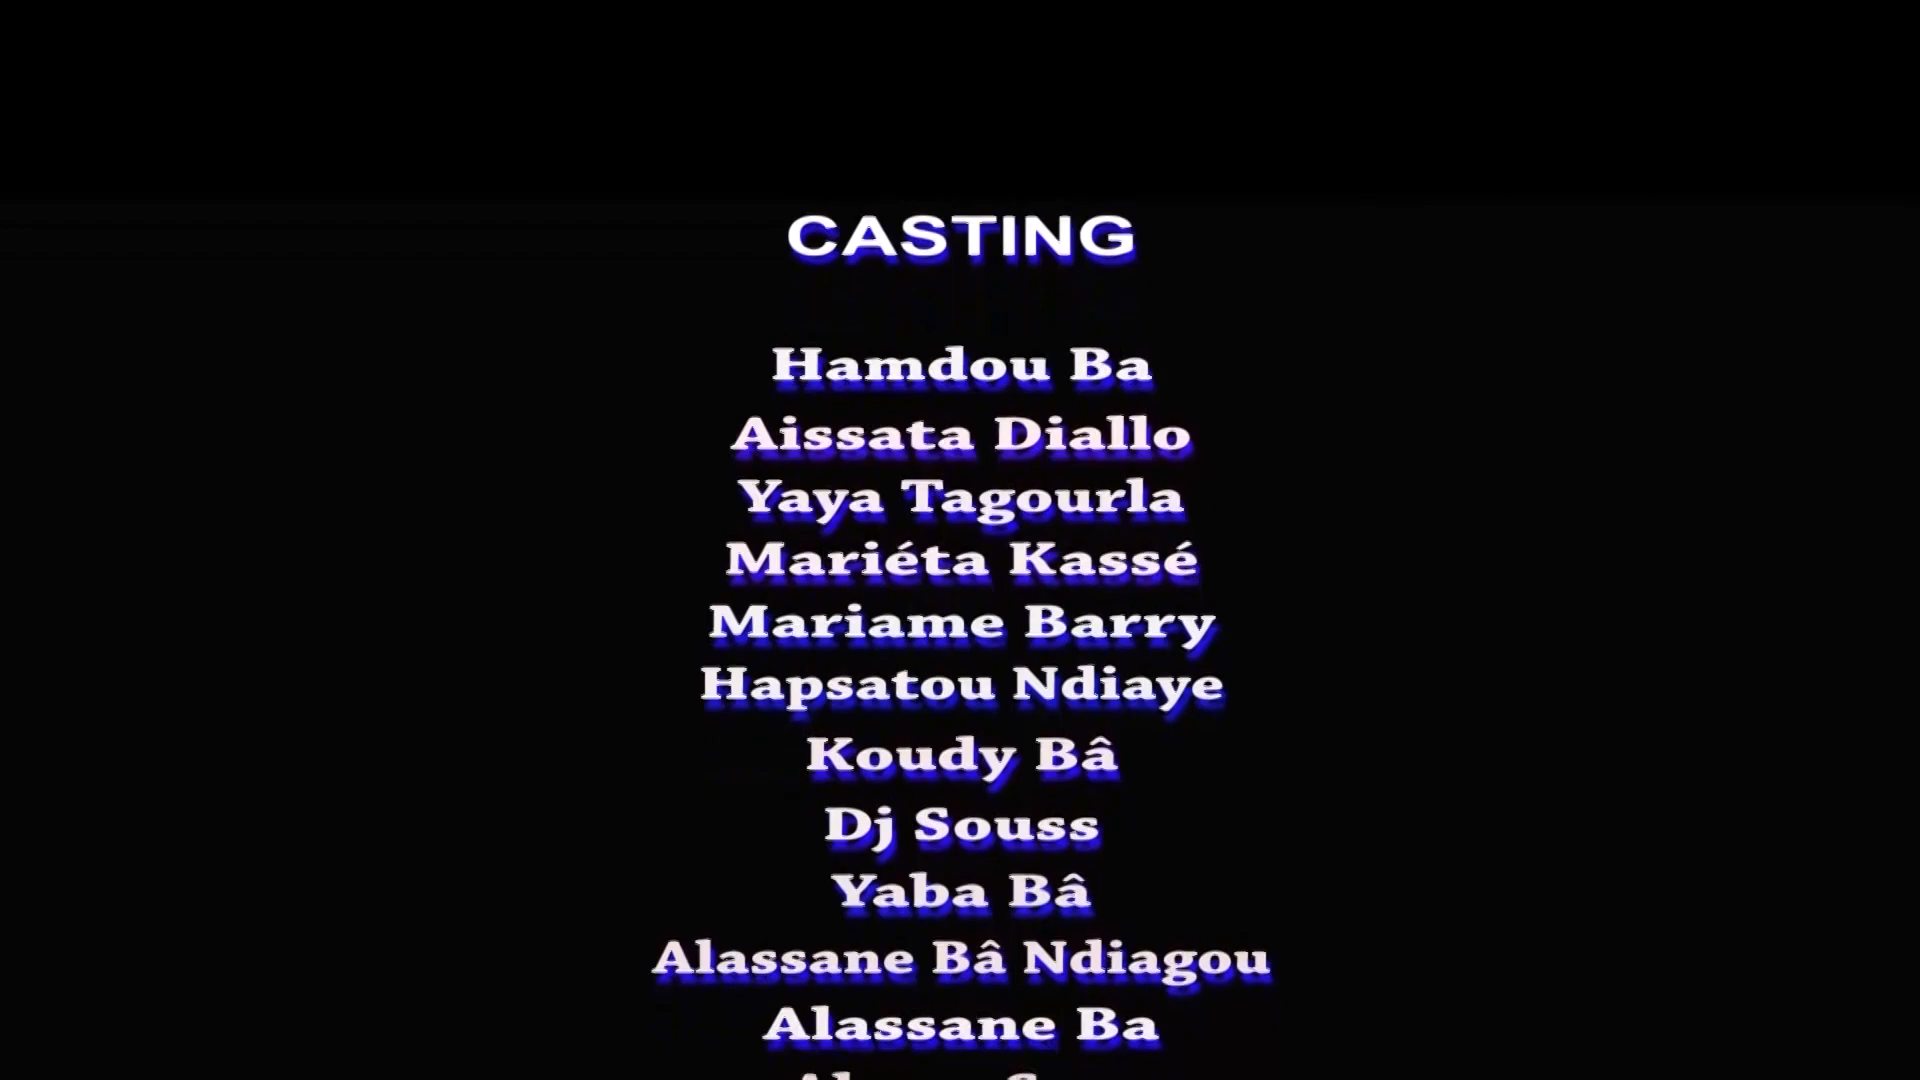 CASTING
Hamdou Ba
Aissata Diallo
Yaya Tagourla
Mariéta Kassé
Mariame Barry
Hapsatou Ndiaye
Koudy Bâ
Dj Souss
Yaba Bâ
Alassane Bâ Ndiagou
Alassane Ba